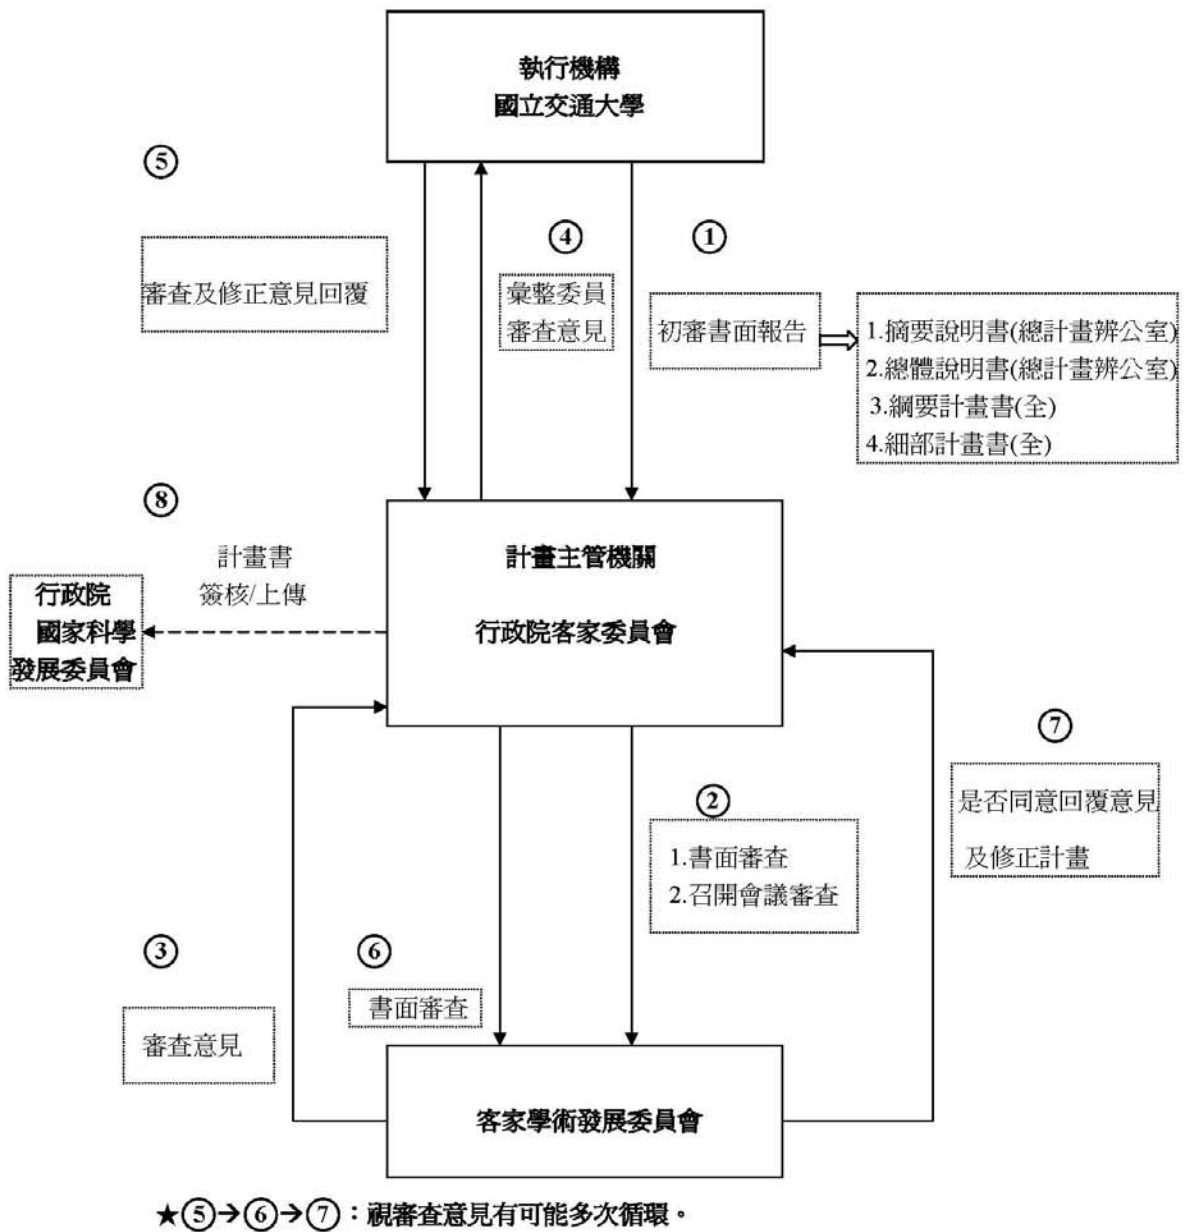 執行機構
國立交通大學
⑤
④
①
審查及修正意見回覆
彙整委員
審查意見
初審書面報告
1.摘要說明書(總計畫辨公室)
2.總體說明書(總計畫辨公室)
3.綱要計畫書(全)
4.細部計畫書(全)
⑧
計畫書
簽核/上傳
行政院
國家科學
發展委員會
計畫主管機關
行政院客家委員會
⑦
是否同意回覆意見
及修正計畫
②
1.書面審查
2.召開會議審查
③
審查意見
⑥
書面審查
客家學術發展委員會
★⑤→⑥→⑦：視審查意見有可能多次循環。